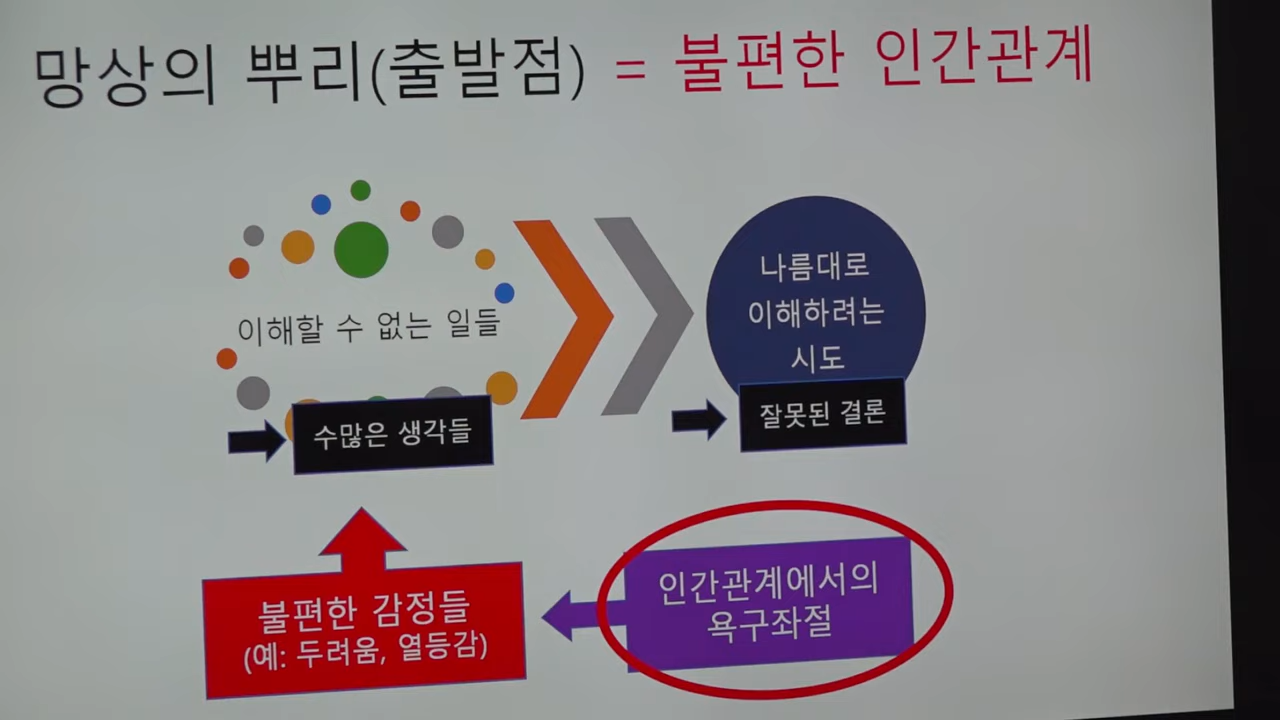 망상의 뿌리(출발점) = 불편한 인간관계
이해할 수 없는 일들
수많은 생각들
나름대로
이해하려는
시도
잘못된 결론
불편한 감정들
(예: 두려움, 열등감)
인간관계에서의
욕구좌절